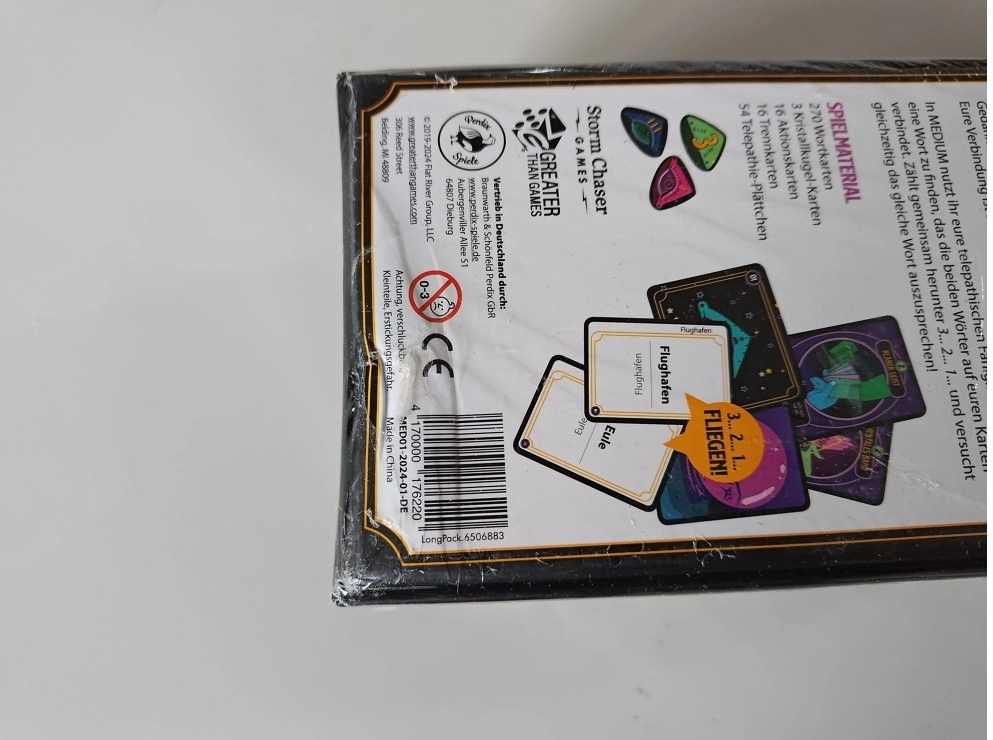 Eure Verbindung ist
In MEDIUM nutzt ihr eure telepathischen
eine Wort zu finden, das die beiden Wörter auf euren Karten
verbindet. Zählt gemeinsam herunter 3... 2... 1... und versucht
gleichzeitig das gleiche Wort auszusprechen!
SPIELMATERIAL
270 Wortkarten
3 Kristallkugel-Karten
16 Aktionskarten
16 Trennkarten
54 Telepathie-Plättchen
3
Flughafen
Flughafen
Flughafen
Eule
Eule
3... 2... 1...
FLIEGEN!
Storm Chaser
GAMES
GREATER
THAN GAMES
Perdix
Spiele
Vertrieb in Deutschland durch:
Braunwarth & Schönfeld Perdix GbR
www.perdix-spiele.de
Aubergenviller Allee 51
64807 Dieburg
© 2019-2024 Flat River Group, LLC
www.greaterthangames.com
306 Reed Street
Belding, MI 48809
0-3
CE
Achtung, verschluckbare
Kleinteile, Erstickungsgefahr.
Made in China
MED01-2024-01-DE
4 170000 176220
LongPack.6506883